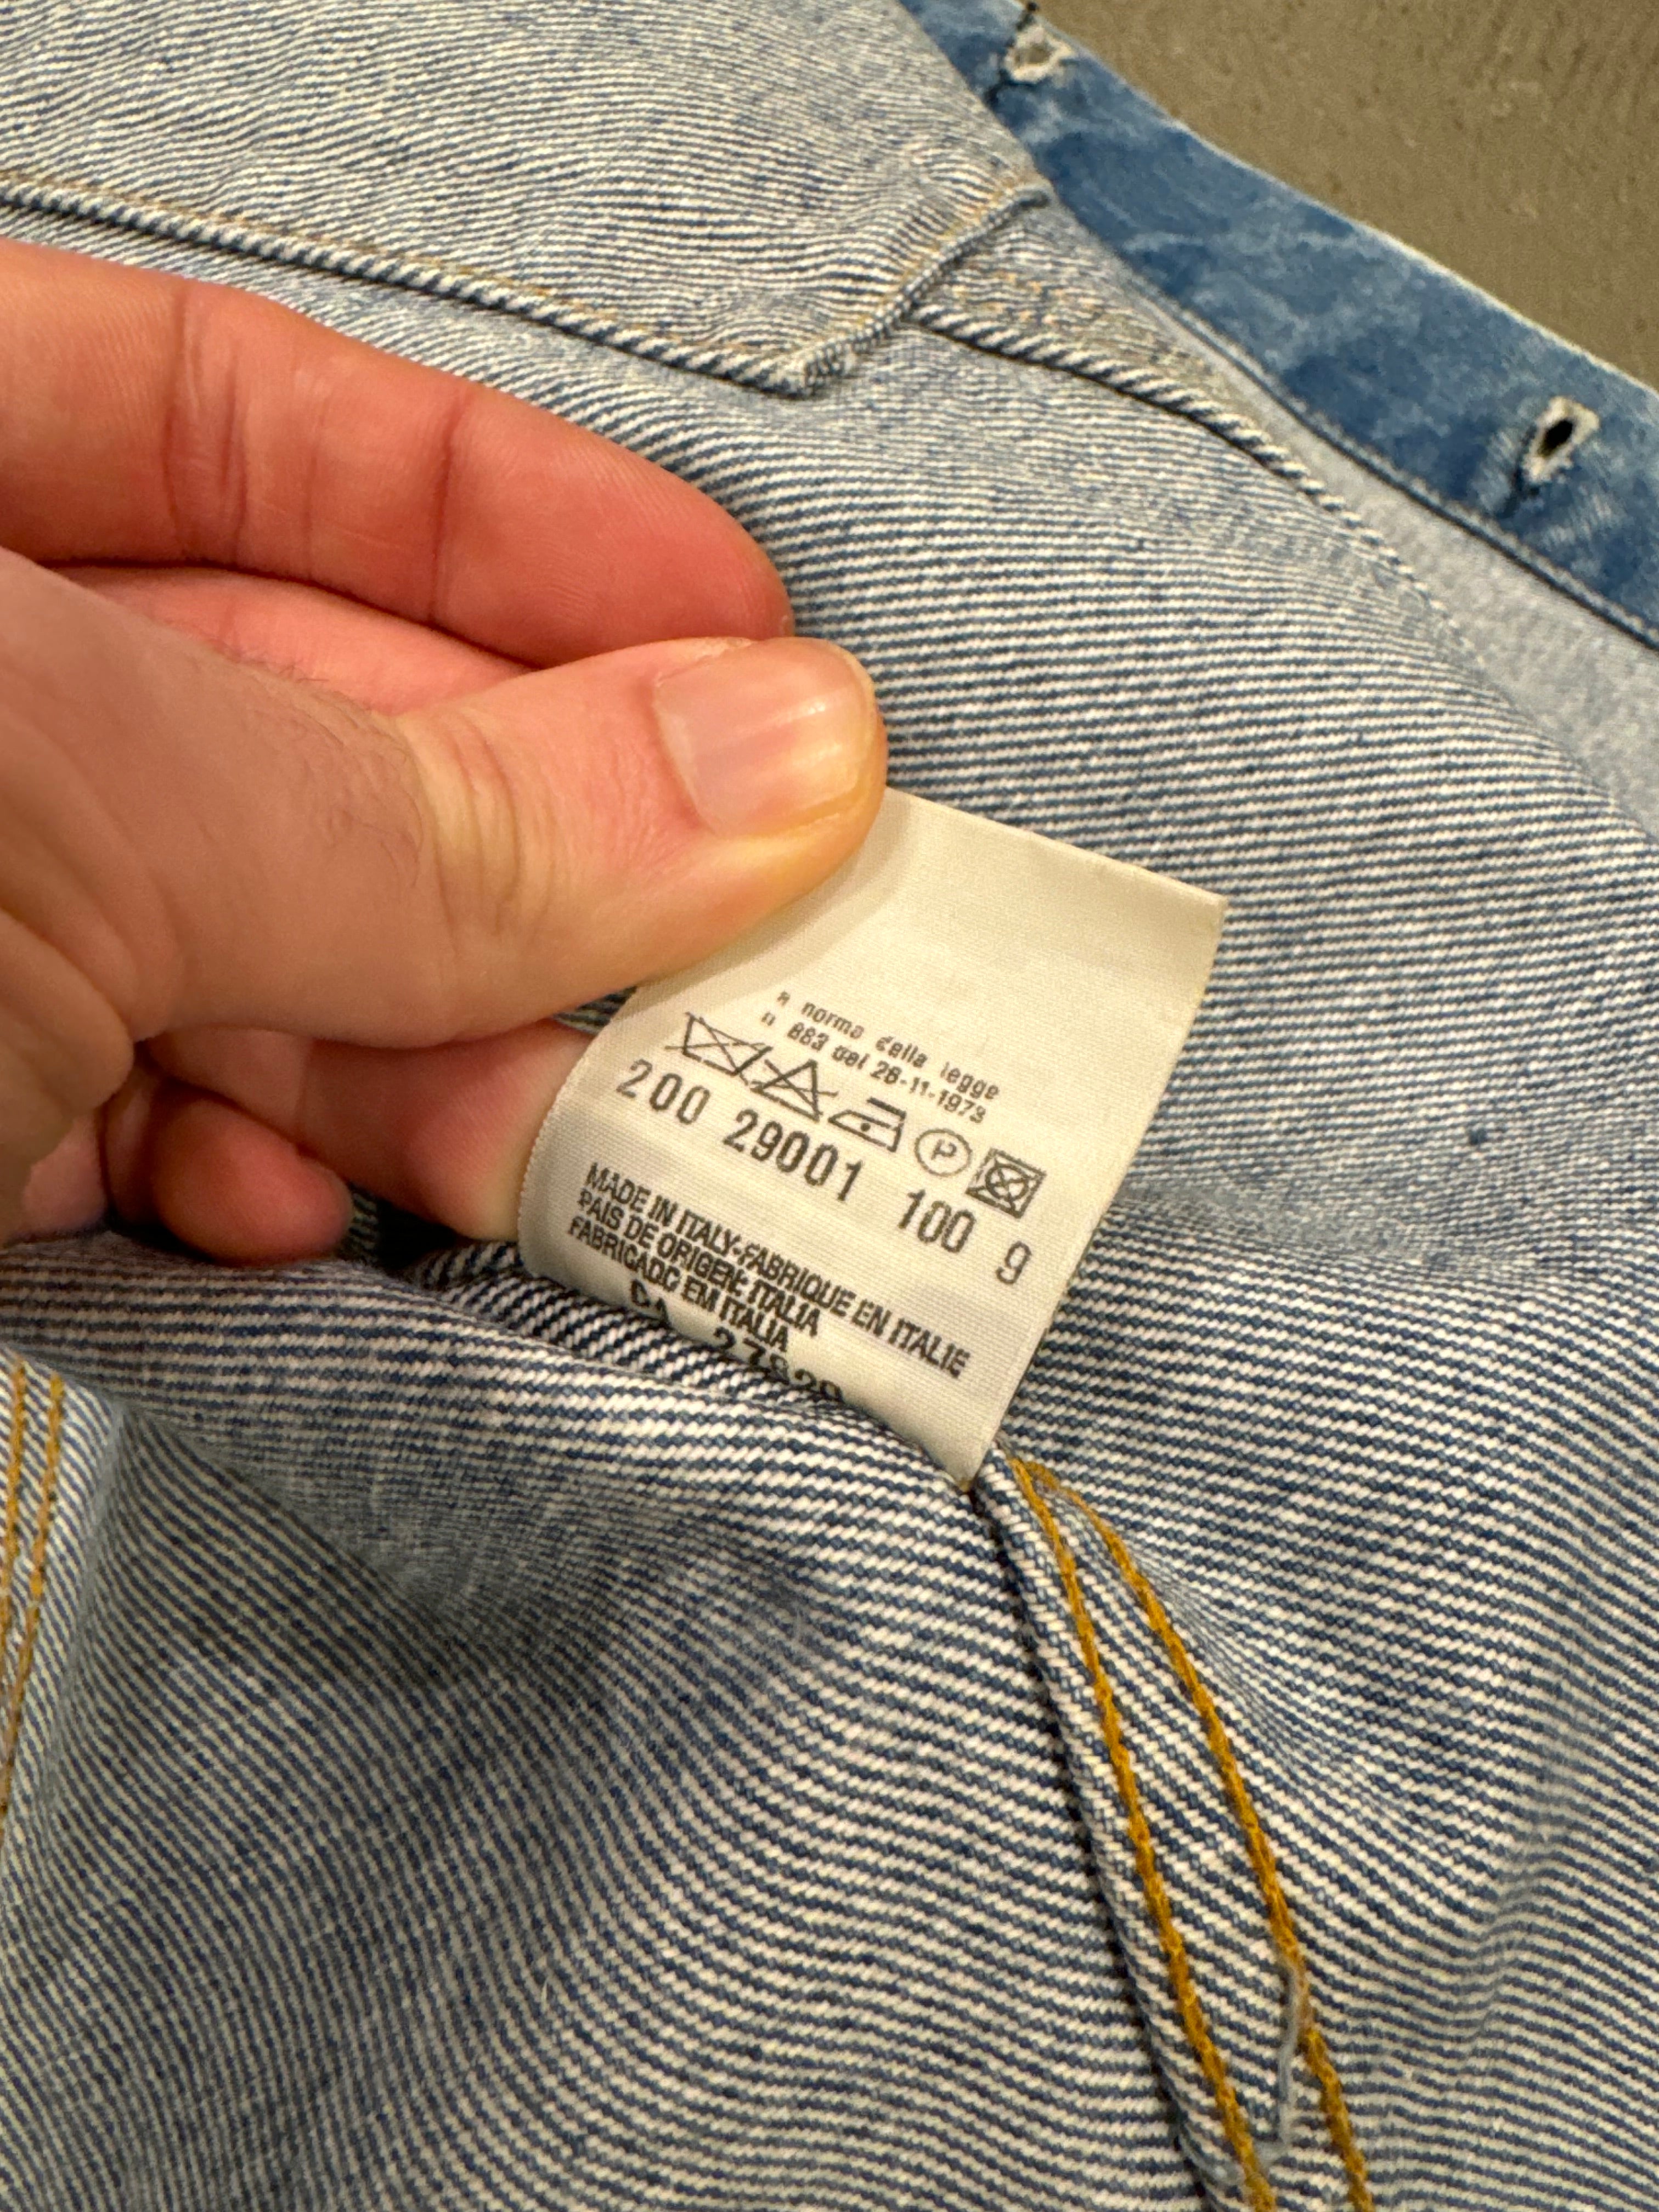 a norma della legge
n 883 del 26-11-1973
P
200 29001 100 g
MADE IN ITALY-FABRIQUE EN ITALIE
PAIS DE ORIGEN: ITALIA
FABRICADO EM ITALIA
CA